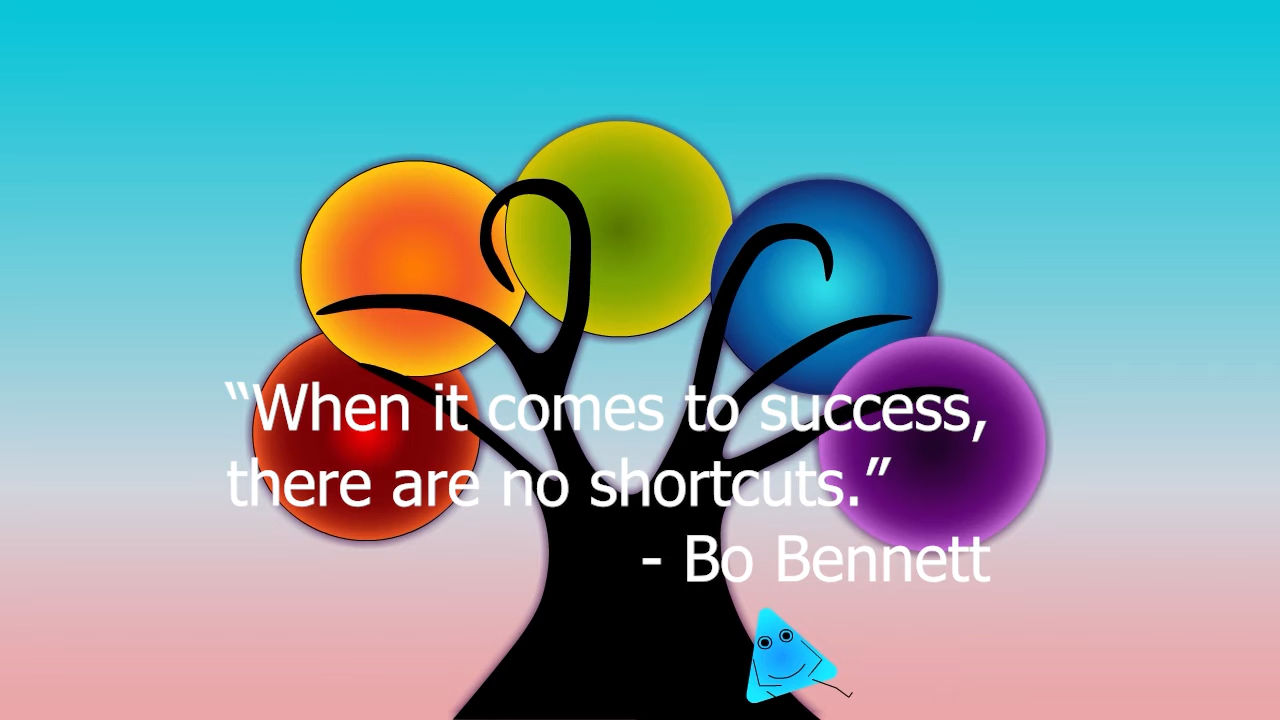 “When it comes to success,
there are no shortcuts.”
- Bo Bennett